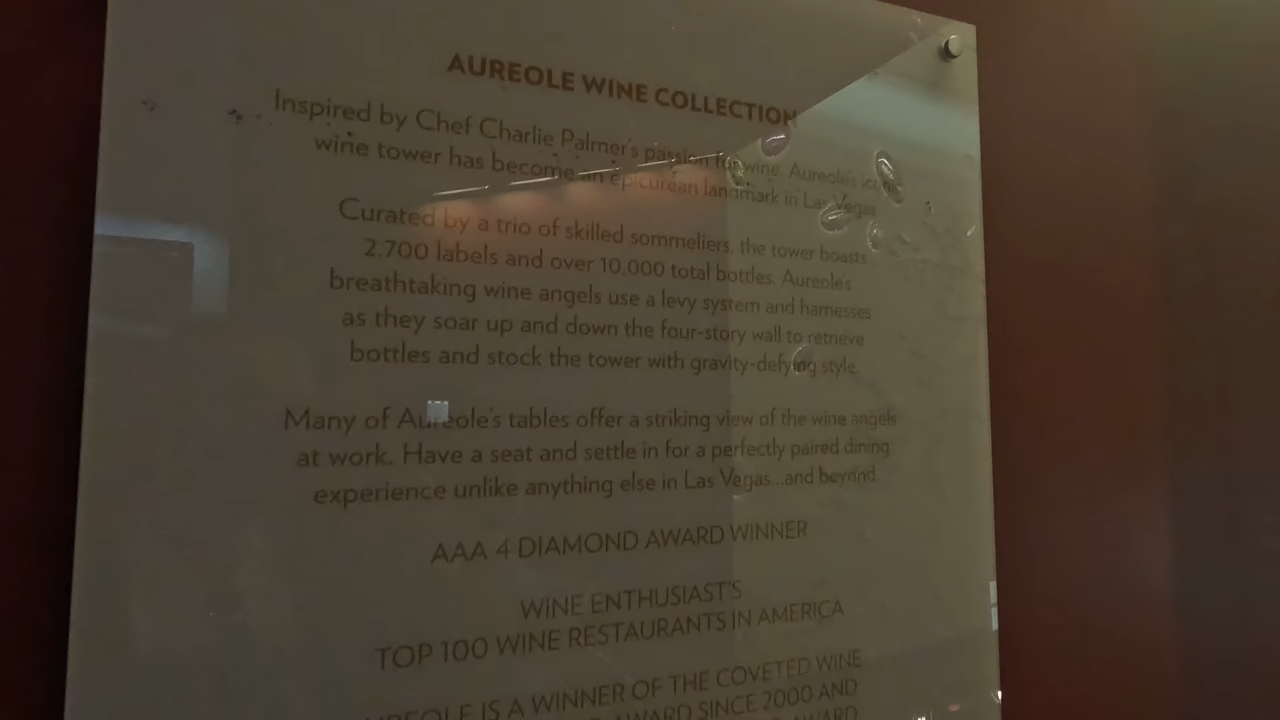 AUREOLE WINE COLLECTION
Inspired by Chef Charlie Palmer's passion for wine, Aureole's iconic
wine tower has become an epicurean landmark in Las Vegas.
Curated by a trio of skilled sommeliers, the tower boasts
2,700 labels and over 10,000 total bottles. Aureole's
breathtaking wine angels use a levy system and harnesses
as they soar up and down the four-story wall to retrieve
bottles and stock the tower with gravity-defying style.
Many of Aureole's tables offer a striking view of the wine angels
at work. Have a seat and settle in for a perfectly paired dining
experience unlike anything else in Las Vegas...and beyond.
AAA 4 DIAMOND AWARD WINNER
WINE ENTHUSIAST'S
TOP 100 WINE RESTAURANTS IN AMERICA
AUREOLE IS A WINNER OF THE COVETED WINE
AWARD SINCE 2000 AND
AWARD